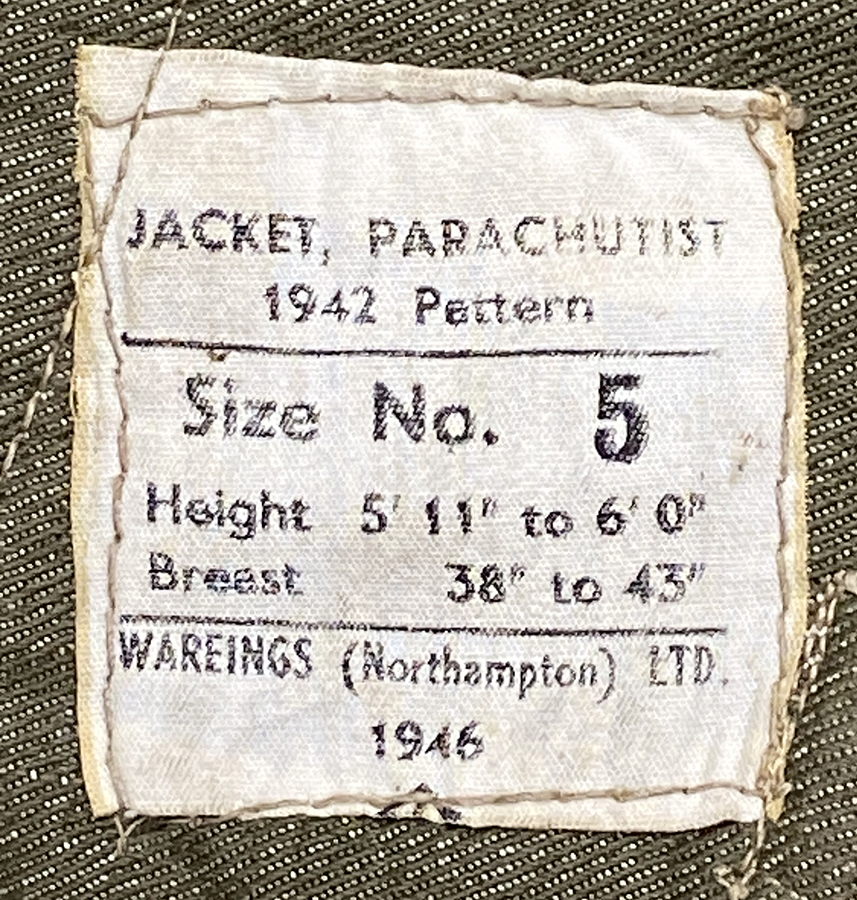 JACKET, PARACHUTIST
1942 Pattern
Size No. 5
Height 5' 11" to 6' 0"
Breast 38" to 43"
WAREINGS (Northampton) LTD.
1946